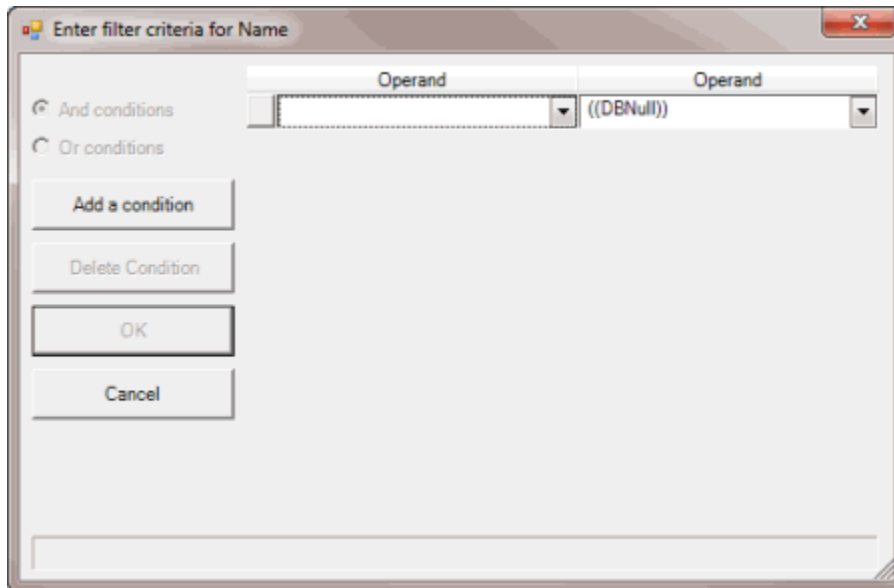 Enter filter criteria for Name
Operand Operand
And conditions
((DBNull))
Or conditions
Add a condition
Delete Condition
OK
Cancel